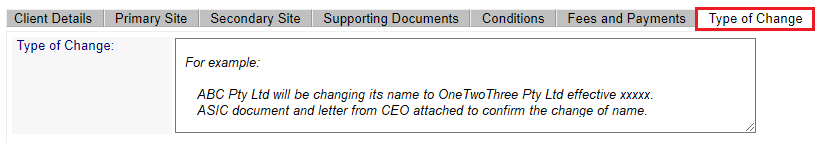 Client Details Primary Site Secondary Site Supporting Documents Conditions Fees and Payments Type of Change
Type of Change:
For example:
ABC Pty Ltd will be changing its name to OneTwoThree Pty Ltd effective xxxxx.
ASIC document and letter from CEO attached to confirm the change of name.